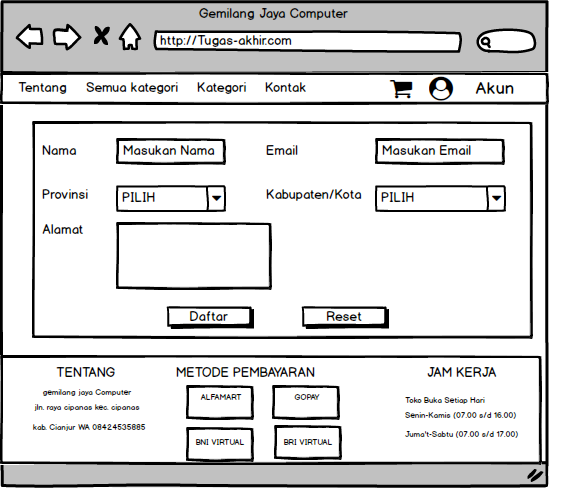 Gemilang Jaya Computer
http://Tugas-akhir.com
Tentang Semua kategori Kategori Kontak Akun
Nama Masukan Nama Email Masukan Email
Provinsi PILIH Kabupaten/Kota PILIH
Alamat
Daftar Reset
TENTANG METODE PEMBAYARAN JAM KERJA
gemilang jaya Computer
jln. raya cipanas kec. cipanas
kab. Cianjur WA 08424535885
ALFAMART GOPAY
BNI VIRTUAL BRI VIRTUAL
Toko Buka Setiap Hari
Senin-Kamis (07.00 s/d 16.00)
Juma't-Sabtu (07.00 s/d 17.00)